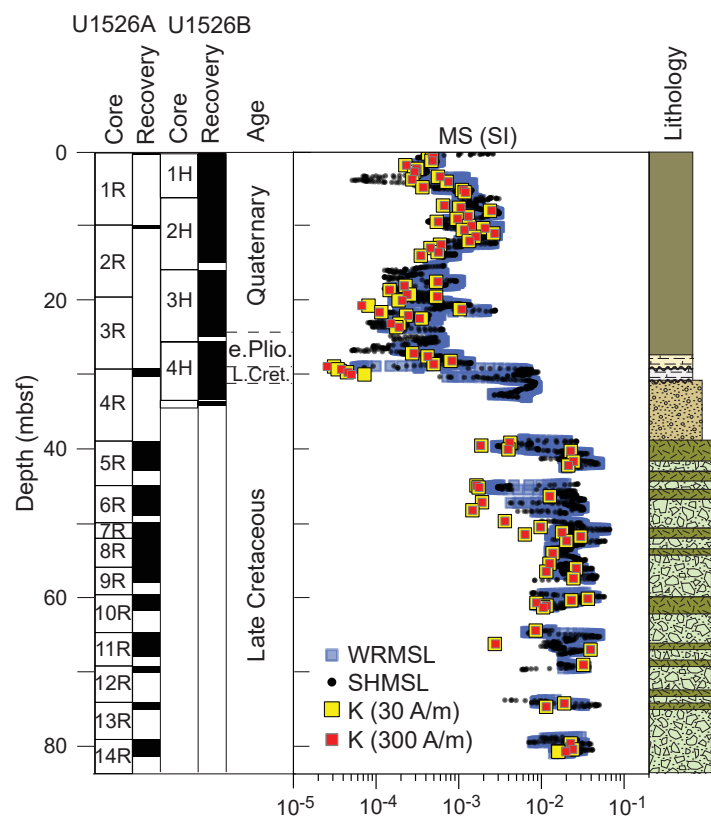 U1526A U1526B
Core
Recovery
Core
Recovery
Age
MS (SI)
Lithology
Depth (mbsf)
0
20
40
60
80
1R
2R
3R
4R
5R
6R
7R
8R
9R
10R
11R
12R
13R
14R
1H
2H
3H
4H
Quaternary
e.Plio.
L.Cret.
Late Cretaceous
WRMSL
SHMSL
K (30 A/m)
K (300 A/m)
10-5 10-4 10-3 10-2 10-1